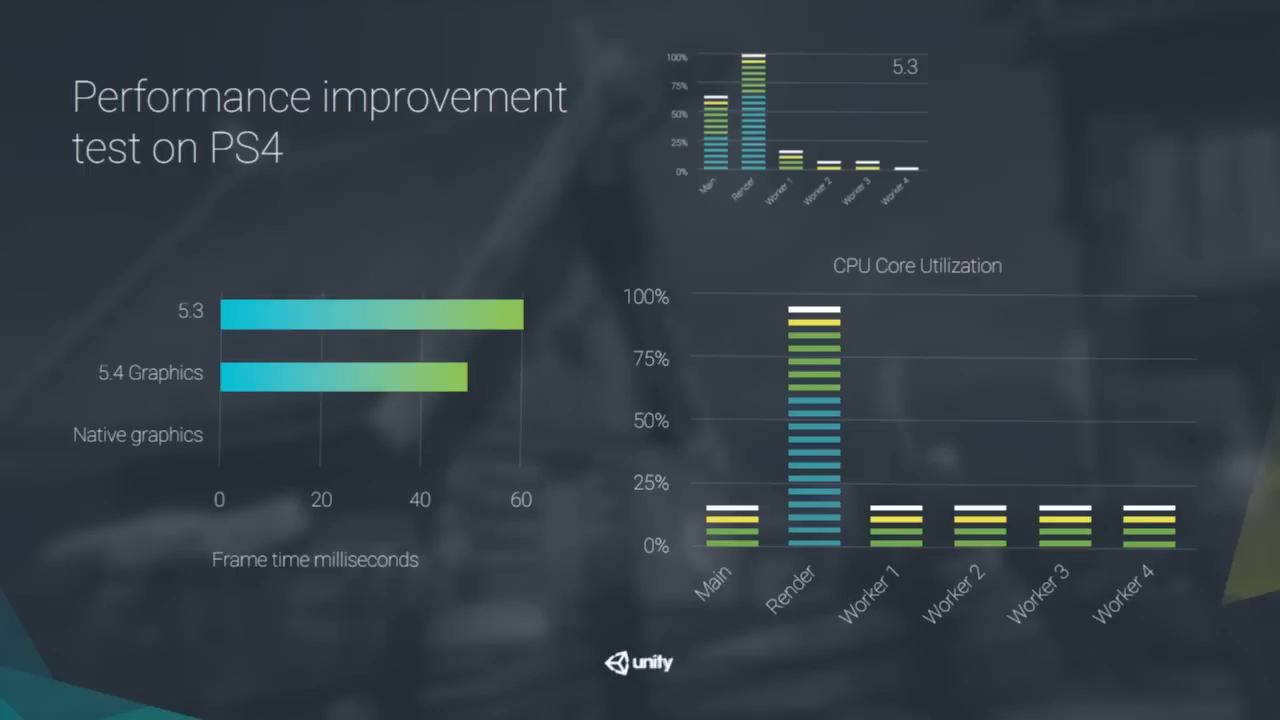 Performance improvement
test on PS4
100%
75%
50%
25%
0%
5.3
Main
Render
Worker 1
Worker 2
Worker 3
Worker 4
5.3
5.4 Graphics
Native graphics
0 20 40 60
Frame time milliseconds
CPU Core Utilization
100%
75%
50%
25%
0%
Main
Render
Worker 1
Worker 2
Worker 3
Worker 4
unity